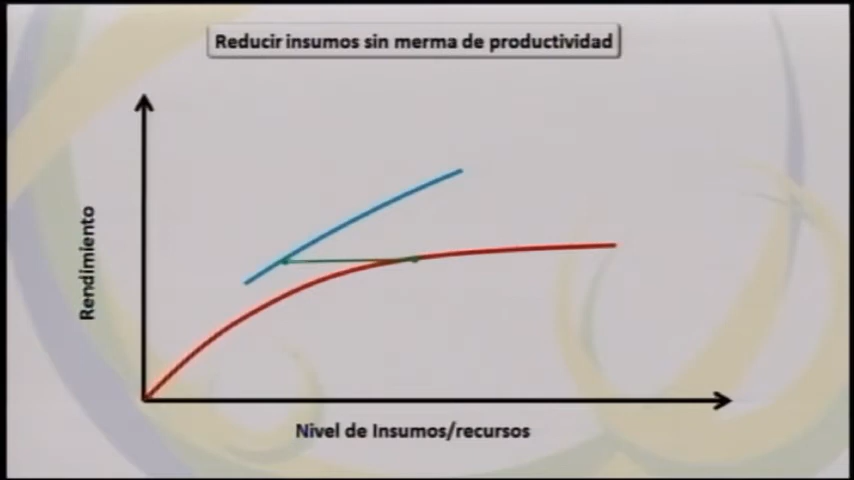 Reducir insumos sin merma de productividad
Rendimiento
Nivel de Insumos/recursos